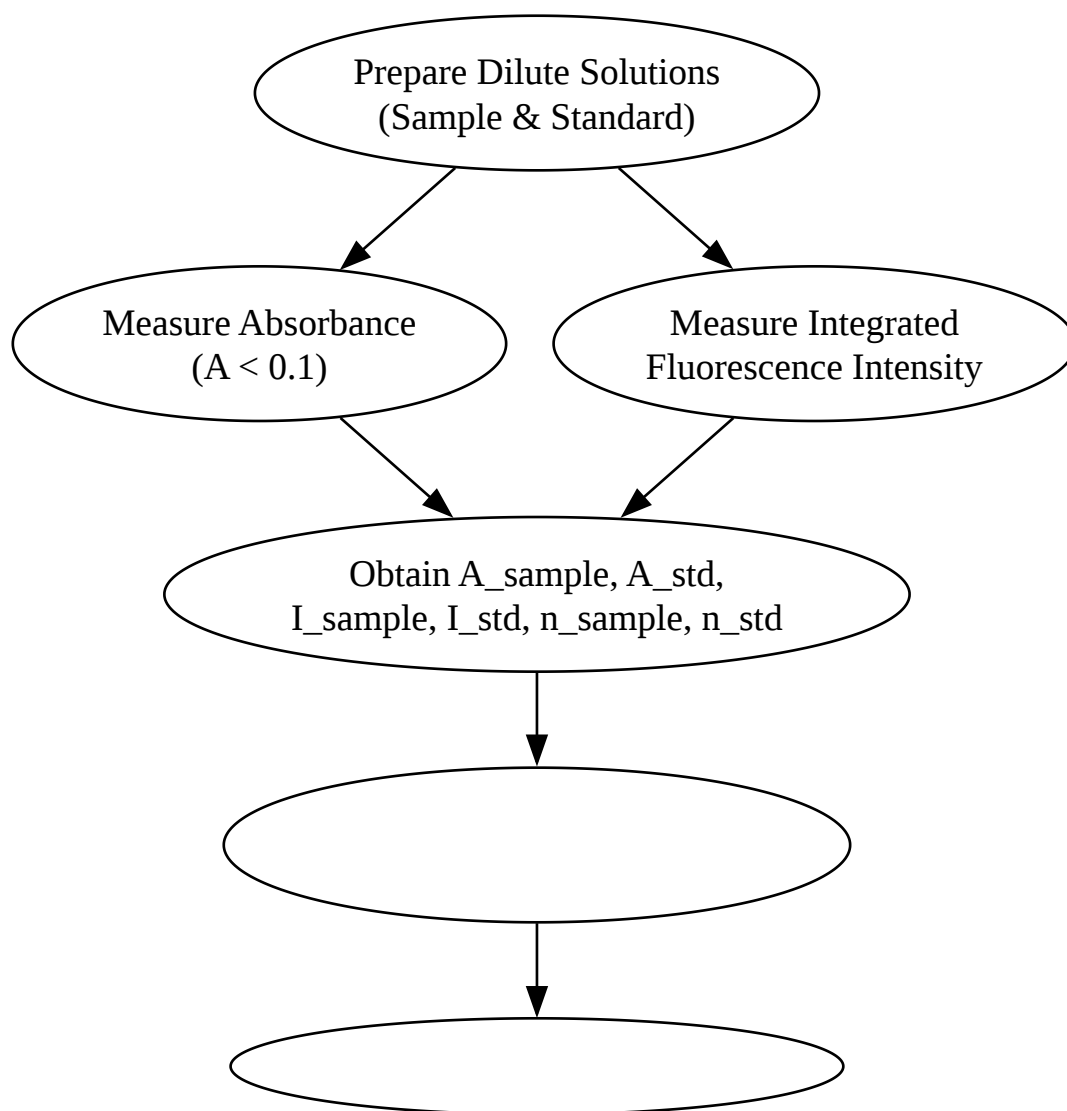 Prepare Dilute Solutions
(Sample & Standard)
Measure Absorbance
(A < 0.1)
Measure Integrated
Fluorescence Intensity
Obtain A_sample, A_std,
I_sample, I_std, n_sample, n_std